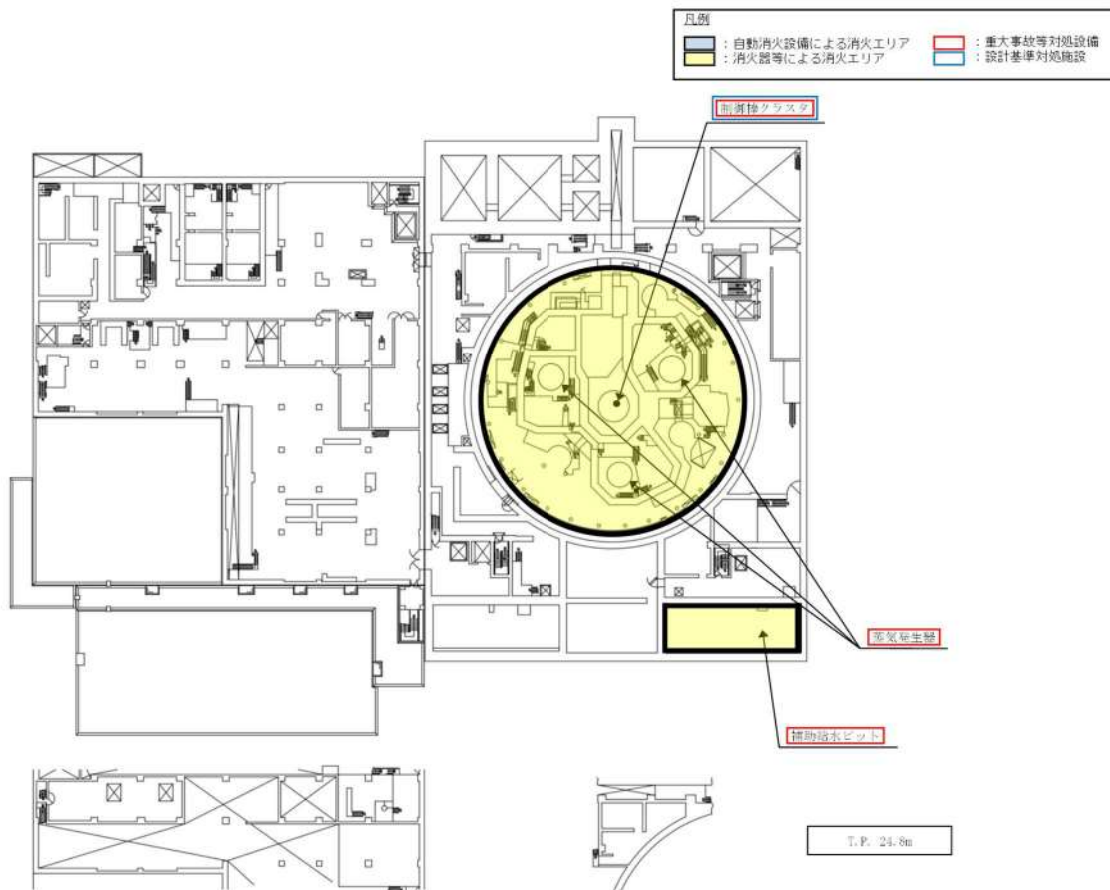 凡例
：自動消火設備による消火エリア
：重大事故等対処設備
：消火器等による消火エリア
：設計基準対処施設
制御棒クラスタ
蒸気発生器
補助給水ピット
T.P. 24.8m